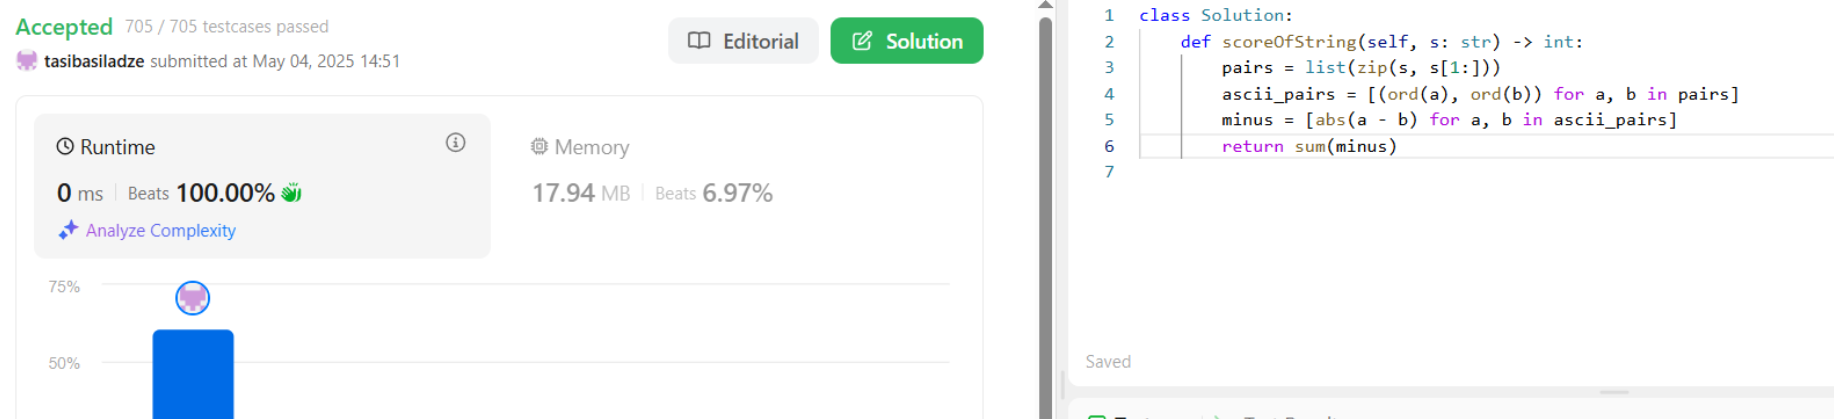 Accepted 705 / 705 testcases passed
tasibasiladze submitted at May 04, 2025 14:51
Editorial
Solution
Runtime
0 ms | Beats 100.00%
Analyze Complexity
Memory
17.94 MB | Beats 6.97%
75%
50%
1 class Solution:
2     def scoreOfString(self, s: str) -> int:
3         pairs = list(zip(s, s[1:]))
4         ascii_pairs = [(ord(a), ord(b)) for a, b in pairs]
5         minus = [abs(a - b) for a, b in ascii_pairs]
6         return sum(minus)
7
Saved